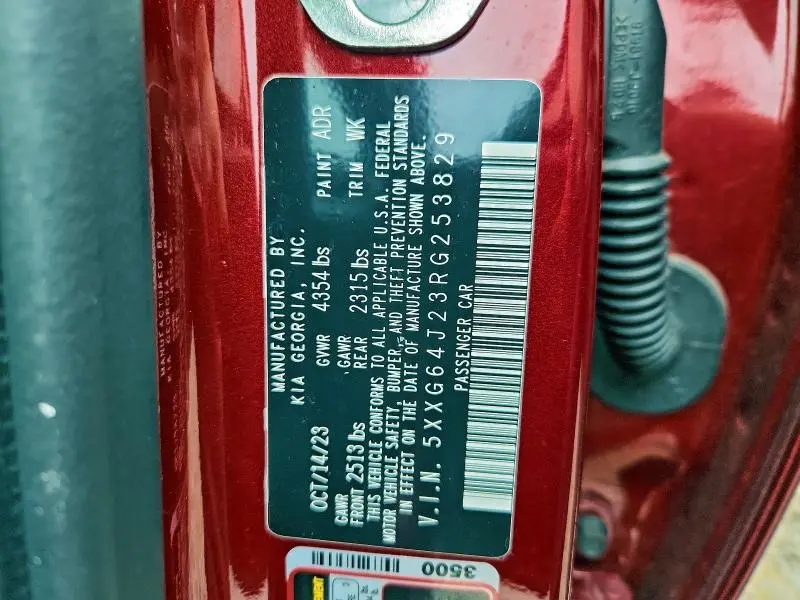 MANUFACTURED BY
KIA GEORGIA, INC.
OCT/14/23 GVWR 4354 lbs PAINT ADR
GAWR FRONT 2513 lbs GAWR REAR 2315 lbs TRIM WK
THIS VEHICLE CONFORMS TO ALL APPLICABLE U.S.A. FEDERAL
MOTOR VEHICLE SAFETY, BUMPER, AND THEFT PREVENTION STANDARDS
IN EFFECT ON THE DATE OF MANUFACTURE SHOWN ABOVE.
V.I.N. 5XXG64J23RG253829
PASSENGER CAR
3500